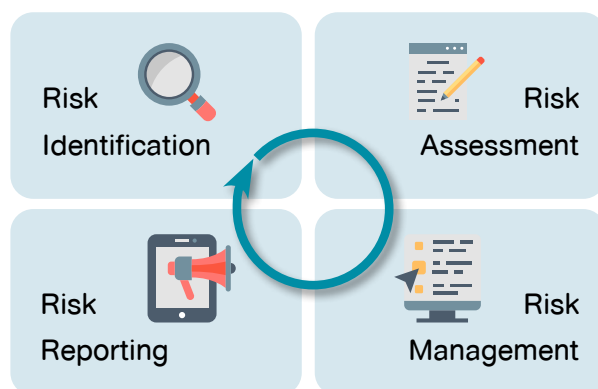 Risk
Identification
Risk
Assessment
Risk
Reporting
Risk
Management